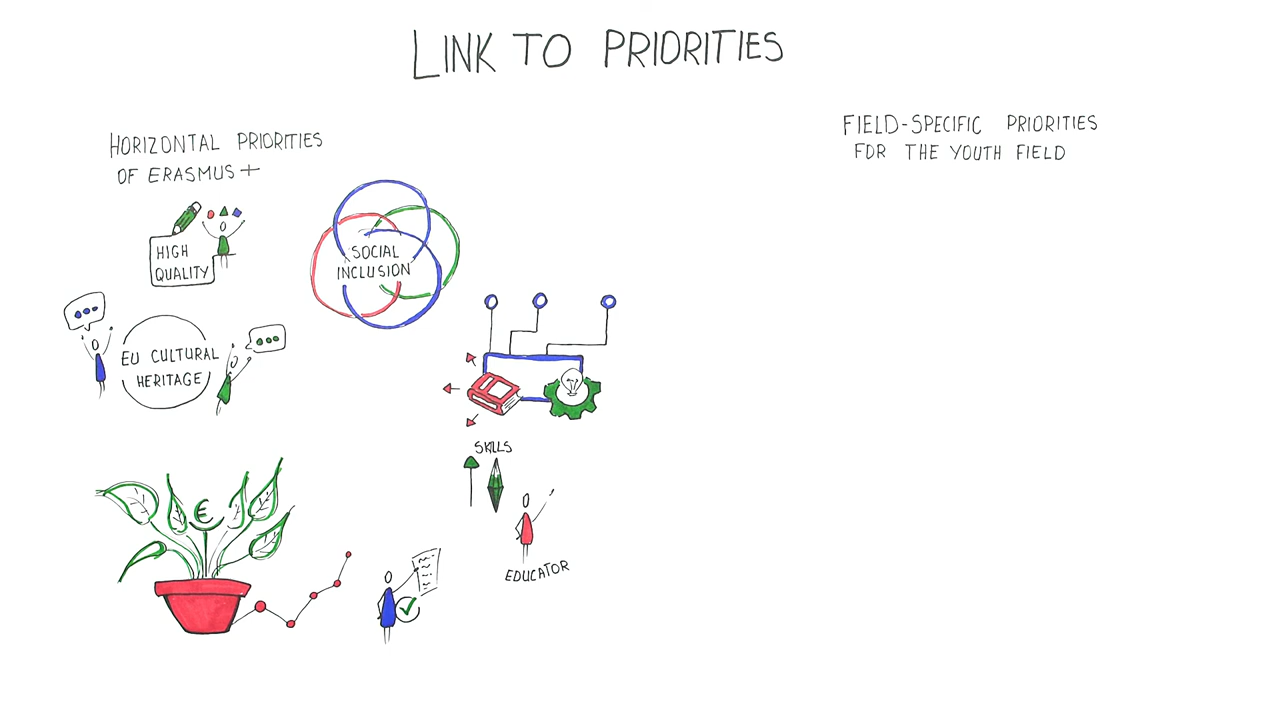 LINK TO PRIORITIES
HORIZONTAL PRIORITIES
OF ERASMUS+
HIGH
QUALITY
SOCIAL
INCLUSION
EU CULTURAL
HERITAGE
€
SKILLS
EDUCATOR
FIELD-SPECIFIC PRIORITIES
FOR THE YOUTH FIELD